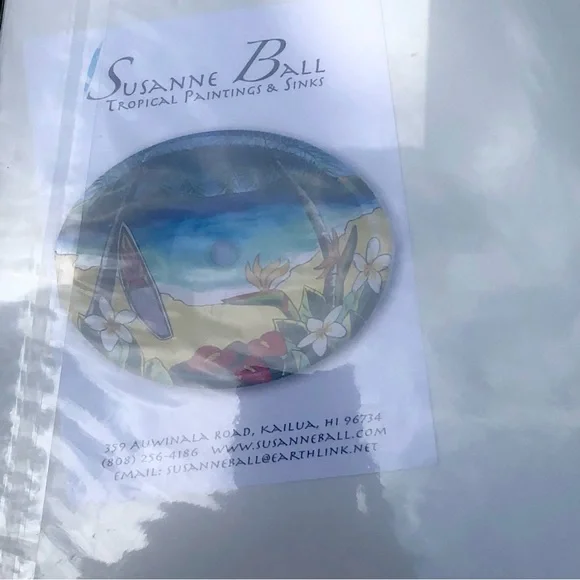 Susanne Ball
Tropical Paintings & Sinks
359 Auwinala Road, Kailua, HI 96734
(808) 256-4186 www.susanneball.com
email: susanneball@earthlink.net